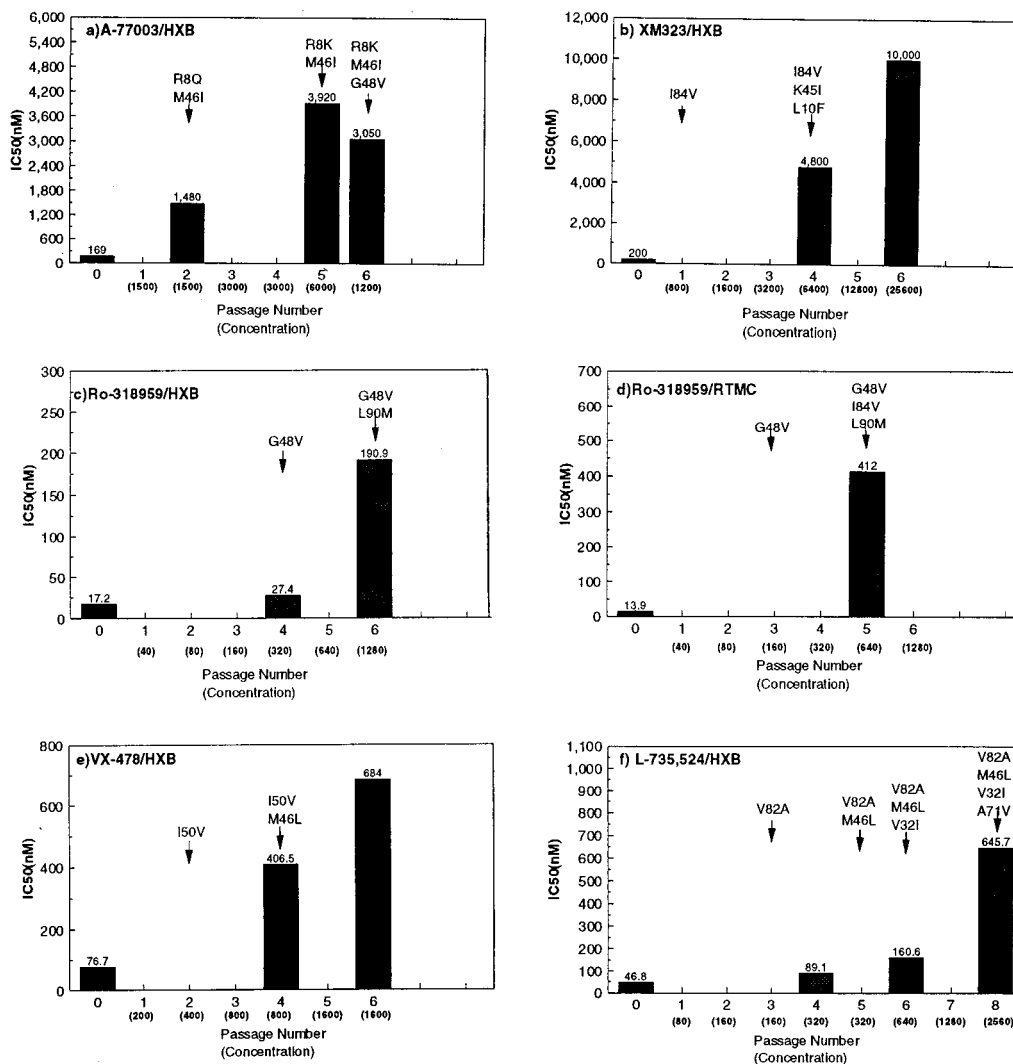 a)A-77003/HXB
6,000
5,400
4,800
4,200
3,600
3,000
2,400
1,800
1,200
600
0
IC50(nM)
R8Q
M46I
R8K
M46I
R8K
M46I
G48V
169
1,480
3,920
3,050
0 1 2 3 4 5 6
(1500) (1500) (3000) (3000) (6000) (1200)
Passage Number
(Concentration)
b) XM323/HXB
12,000
10,000
8,000
6,000
4,000
2,000
0
IC50(nM)
I84V
I84V
K45I
L10F
200
4,800
10,000
0 1 2 3 4 5 6
(800) (1600) (3200) (6400) (12800) (25600)
Passage Number
(Concentration)
c)Ro-318959/HXB
300
250
200
150
100
50
0
IC50(nM)
G48V
G48V
L90M
17.2
27.4
190.9
0 1 2 3 4 5 6
(40) (80) (160) (320) (640) (1280)
Passage Number
(Concentration)
d)Ro-318959/RTMC
700
600
500
400
300
200
100
0
IC50(nM)
G48V
G48V
I84V
L90M
13.9
412
0 1 2 3 4 5 6
(40) (80) (160) (320) (640) (1280)
Passage Number
(Concentration)
e)VX-478/HXB
800
600
400
200
0
IC50(nM)
I50V
I50V
M46L
76.7
406.5
684
0 1 2 3 4 5 6
(200) (400) (800) (800) (1600) (1600)
Passage Number
(Concentration)
f) L-735,524/HXB
1,100
1,000
900
800
700
600
500
400
300
200
100
0
IC50(nM)
V82A
V82A
M46L
V82A
M46L
V32I
V82A
M46L
V32I
A71V
46.8
89.1
160.6
645.7
0 1 2 3 4 5 6 7 8
(80) (160) (160) (320) (320) (640) (1280) (2560)
Passage Number
(Concentration)